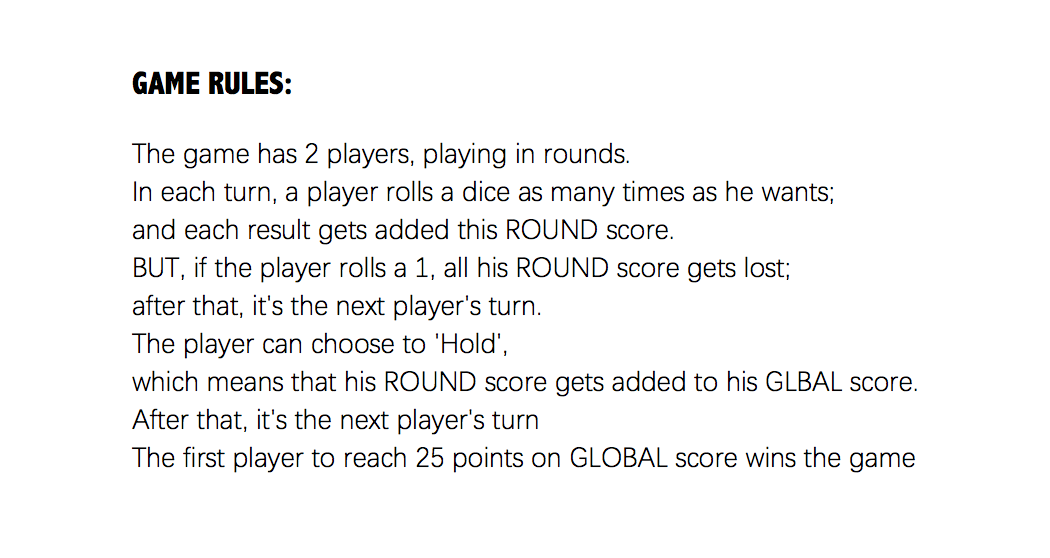 GAME RULES:
The game has 2 players, playing in rounds.
In each turn, a player rolls a dice as many times as he wants;
and each result gets added this ROUND score.
BUT, if the player rolls a 1, all his ROUND score gets lost;
after that, it's the next player's turn.
The player can choose to 'Hold',
which means that his ROUND score gets added to his GLBAL score.
After that, it's the next player's turn
The first player to reach 25 points on GLOBAL score wins the game